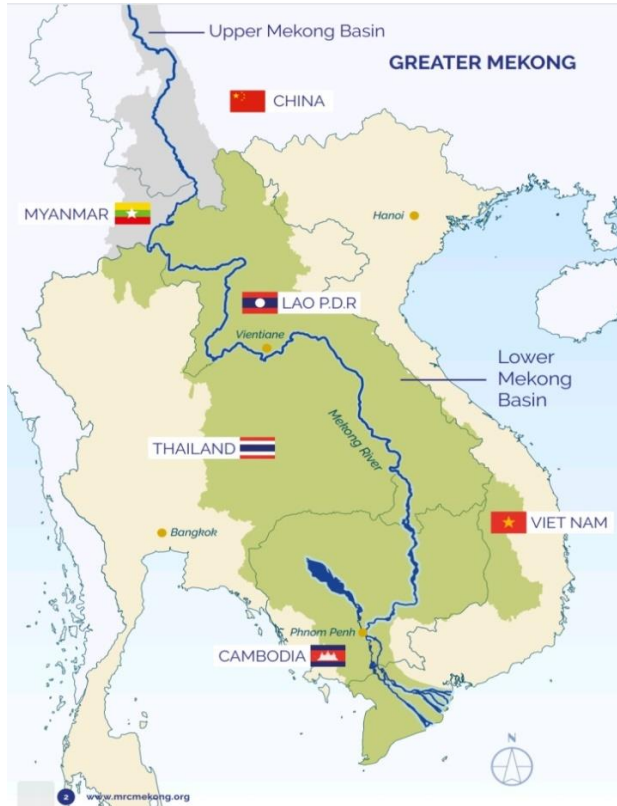 Upper Mekong Basin
GREATER MEKONG
CHINA
MYANMAR
Hanoi
LAO P.D.R
Vientiane
Lower
Mekong
Basin
Mekong River
THAILAND
VIET NAM
Bangkok
Phnom Penh
CAMBODIA
N
2 www.mrcmekong.org